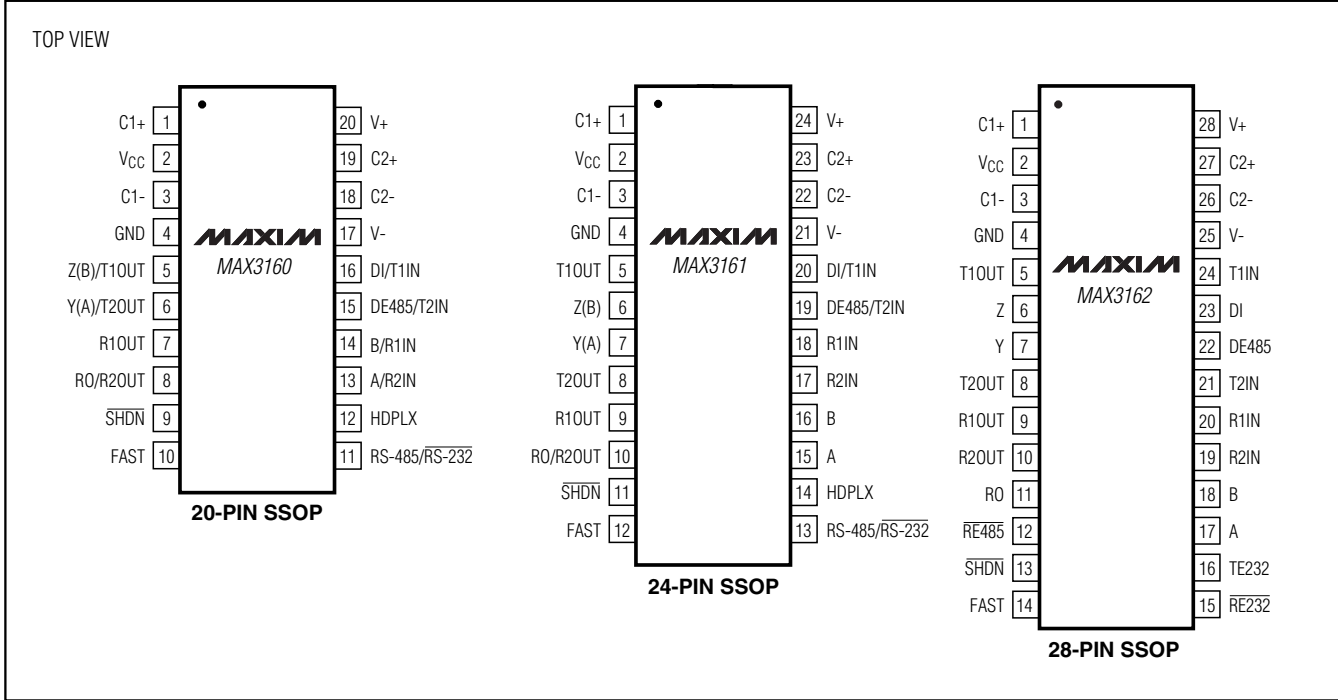 TOP VIEW
C1+ 1
VCC 2
C1- 3
GND 4
Z(B)/T1OUT 5
Y(A)/T2OUT 6
R1OUT 7
RO/R2OUT 8
SHDN 9
FAST 10
MAXIM
MAX3160
20 V+
19 C2+
18 C2-
17 V-
16 DI/T1IN
15 DE485/T2IN
14 B/R1IN
13 A/R2IN
12 HDPLX
11 RS-485/RS-232
20-PIN SSOP
C1+ 1
VCC 2
C1- 3
GND 4
T1OUT 5
Z(B) 6
Y(A) 7
T2OUT 8
R1OUT 9
RO/R2OUT 10
SHDN 11
FAST 12
MAXIM
MAX3161
24 V+
23 C2+
22 C2-
21 V-
20 DI/T1IN
19 DE485/T2IN
18 R1IN
17 R2IN
16 B
15 A
14 HDPLX
13 RS-485/RS-232
24-PIN SSOP
C1+ 1
VCC 2
C1- 3
GND 4
T1OUT 5
Z 6
Y 7
T2OUT 8
R1OUT 9
R2OUT 10
RO 11
RE485 12
SHDN 13
FAST 14
MAXIM
MAX3162
28 V+
27 C2+
26 C2-
25 V-
24 T1IN
23 DI
22 DE485
21 T2IN
20 R1IN
19 R2IN
18 B
17 A
16 TE232
15 RE232
28-PIN SSOP